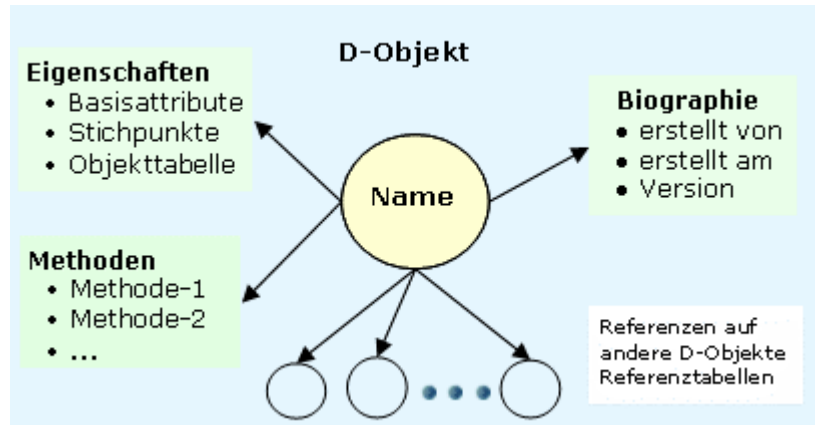 D-Objekt
Eigenschaften
• Basisattribute
• Stichpunkte
• Objekttabelle
Biographie
• erstellt von
• erstellt am
• Version
Name
Methoden
• Methode-1
• Methode-2
• ...
Referenzen auf
andere D-Objekte
Referenztabellen